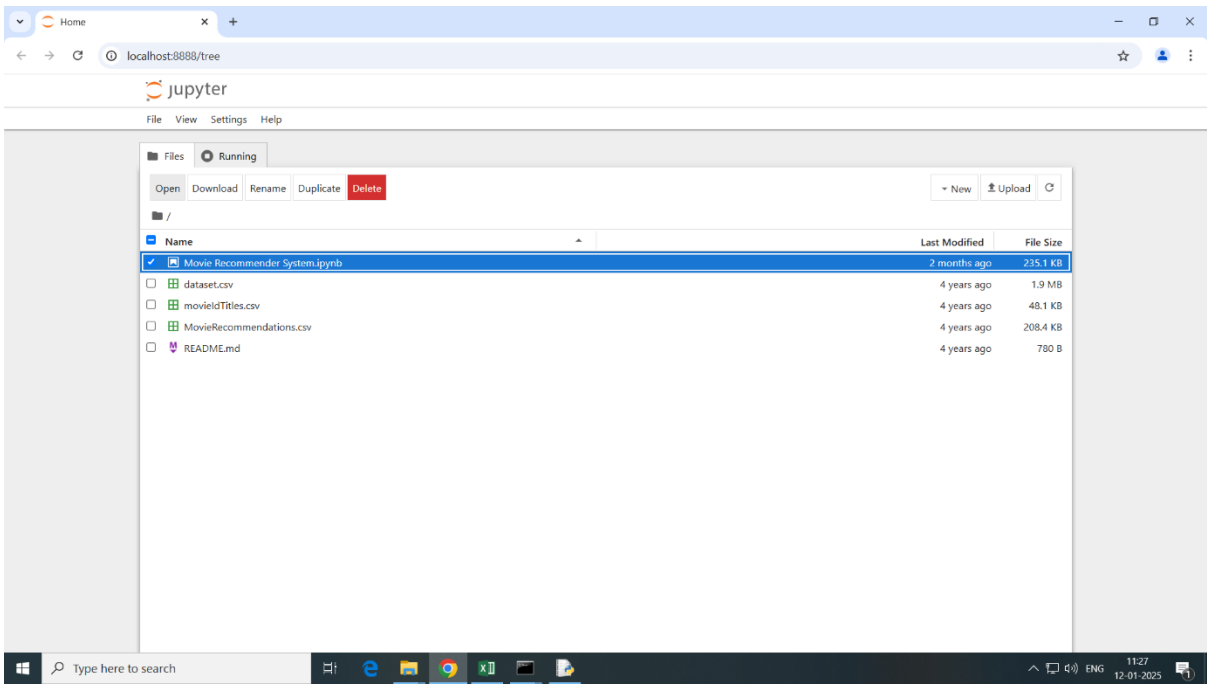 Home
localhost:8888/tree
jupyter
File View Settings Help
Files Running
Open Download Rename Duplicate Delete New Upload
/
Name Last Modified File Size
Movie Recommender System.ipynb 2 months ago 235.1 KB
dataset.csv 4 years ago 1.9 MB
movieIdTitles.csv 4 years ago 48.1 KB
MovieRecommendations.csv 4 years ago 208.4 KB
README.md 4 years ago 780 B
Type here to search ENG 11:27
12-01-2025
1